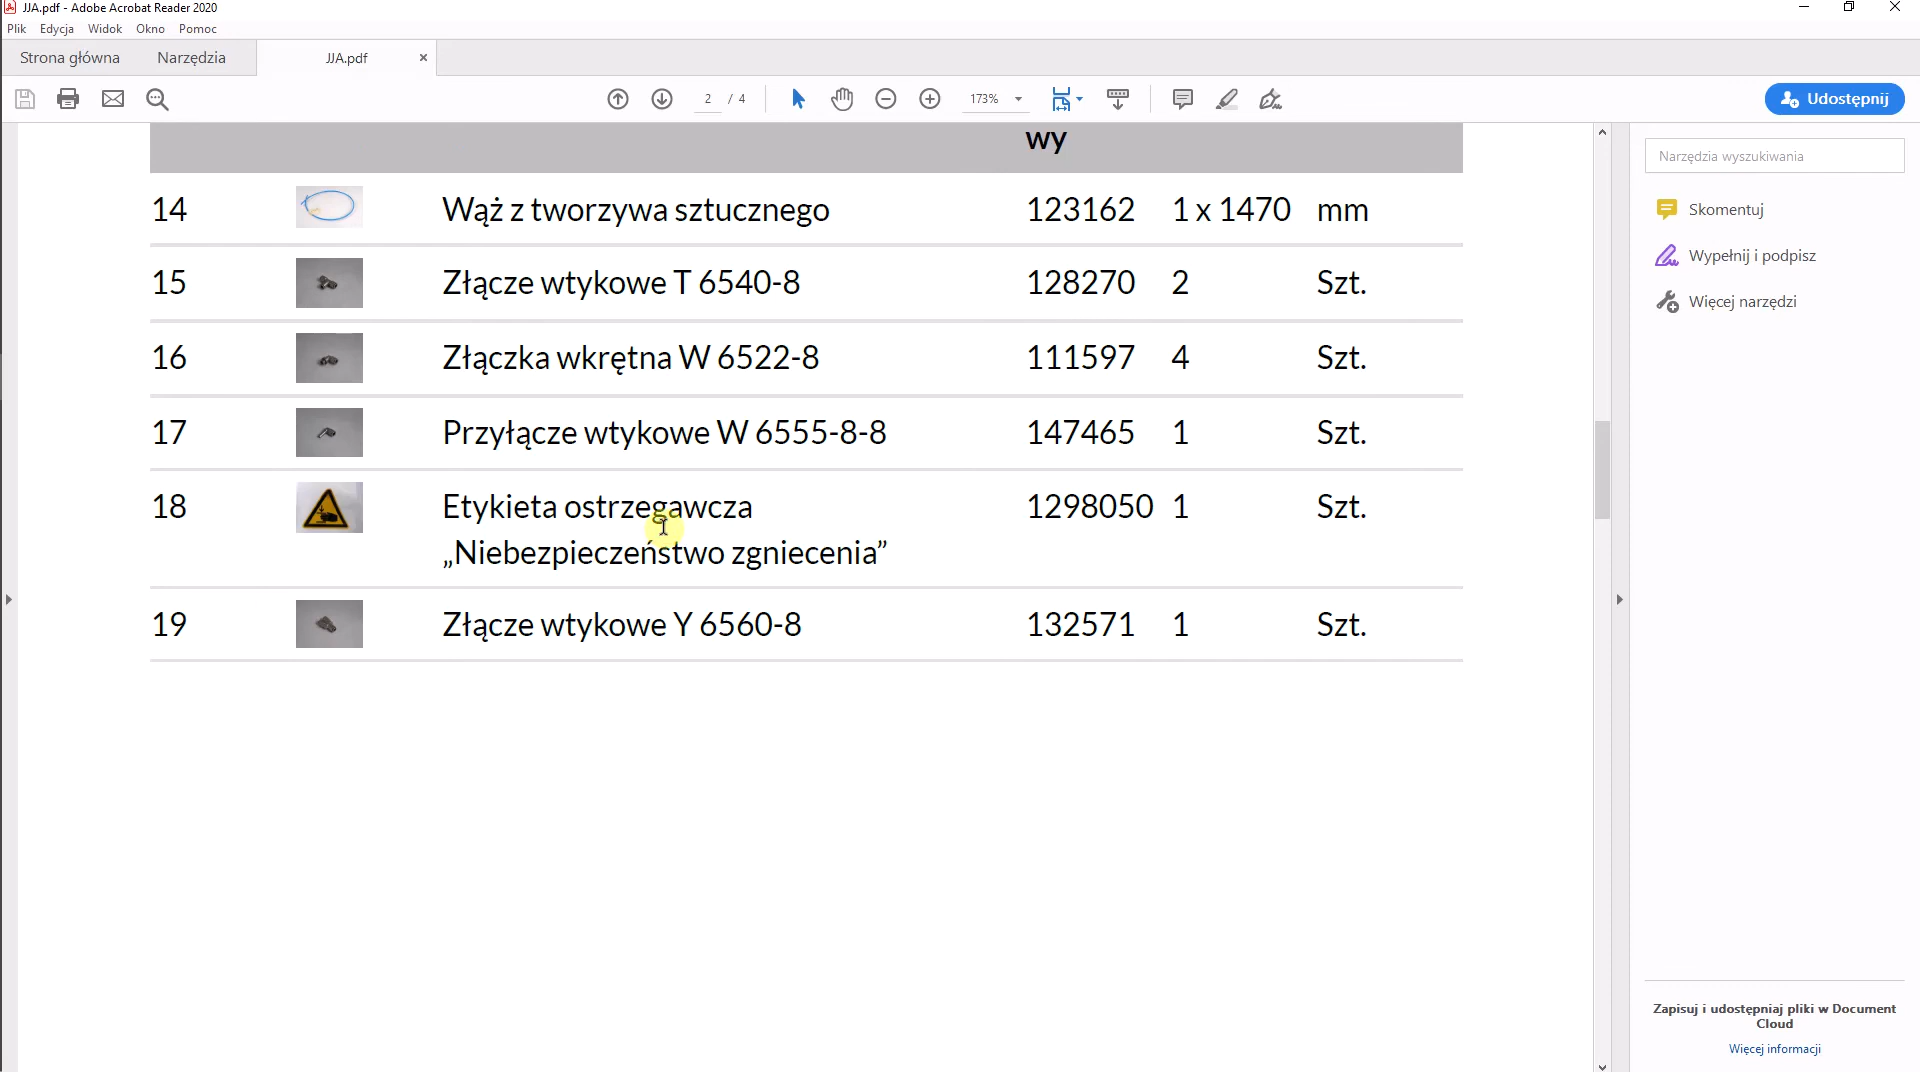 JJA.pdf - Adobe Acrobat Reader 2020
Plik Edycja Widok Okno Pomoc
Strona główna Narzędzia JJA.pdf
2 / 4 173% Udostępnij
wy
14 Wąż z tworzywa sztucznego 123162 1 x 1470 mm
15 Złącze wtykowe T 6540-8 128270 2 Szt.
16 Złączka wkrętna W 6522-8 111597 4 Szt.
17 Przyłącze wtykowe W 6555-8-8 147465 1 Szt.
18 Etykieta ostrzegawcza 1298050 1 Szt.
„Niebezpieczeństwo zgniecenia”
19 Złącze wtykowe Y 6560-8 132571 1 Szt.
Narzędzia wyszukiwania
Skomentuj
Wypełnij i podpisz
Więcej narzędzi
Zapisuj i udostępniaj pliki w Document
Cloud
Więcej informacji